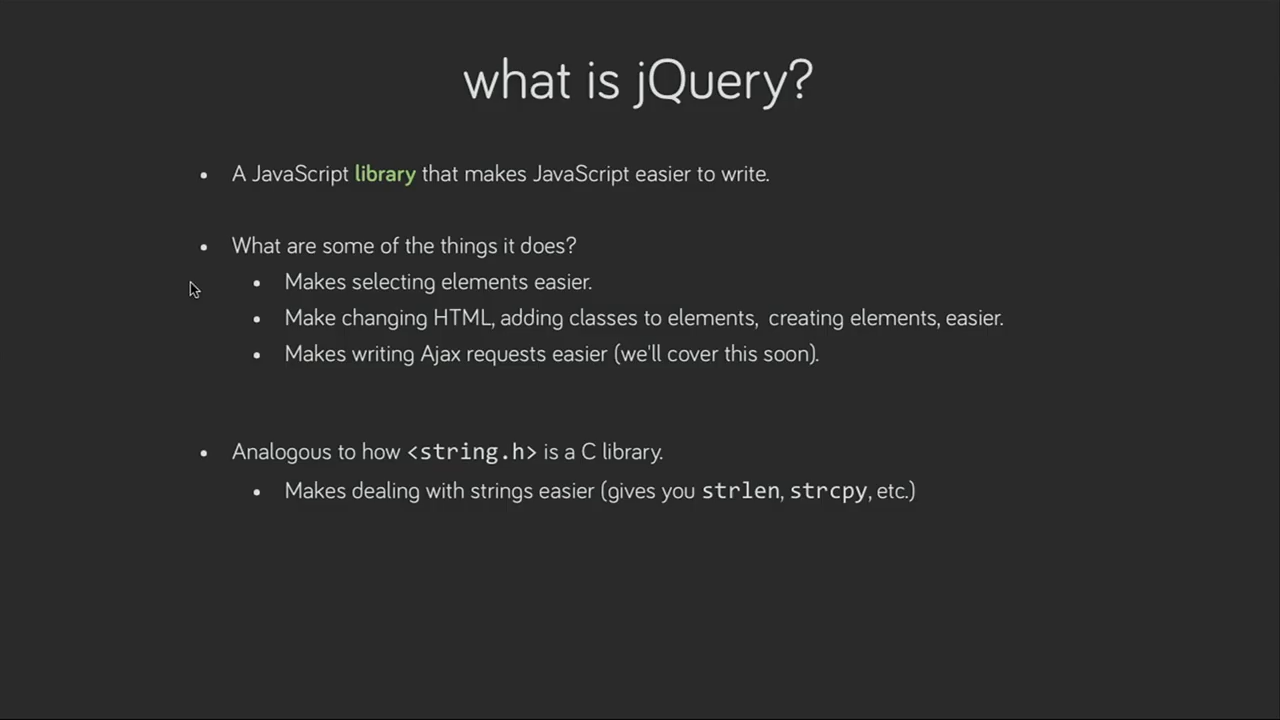 what is jQuery?
• A JavaScript library that makes JavaScript easier to write.
• What are some of the things it does?
• Makes selecting elements easier.
• Make changing HTML, adding classes to elements,  creating elements, easier.
• Makes writing Ajax requests easier (we'll cover this soon).
• Analogous to how <string.h> is a C library.
• Makes dealing with strings easier (gives you strlen, strcpy, etc.)